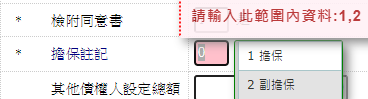 * 檢附同意書
請輸入此範圍內資料:1,2
* 擔保註記 0
1 擔保
2 副擔保
其他債權人設定總額